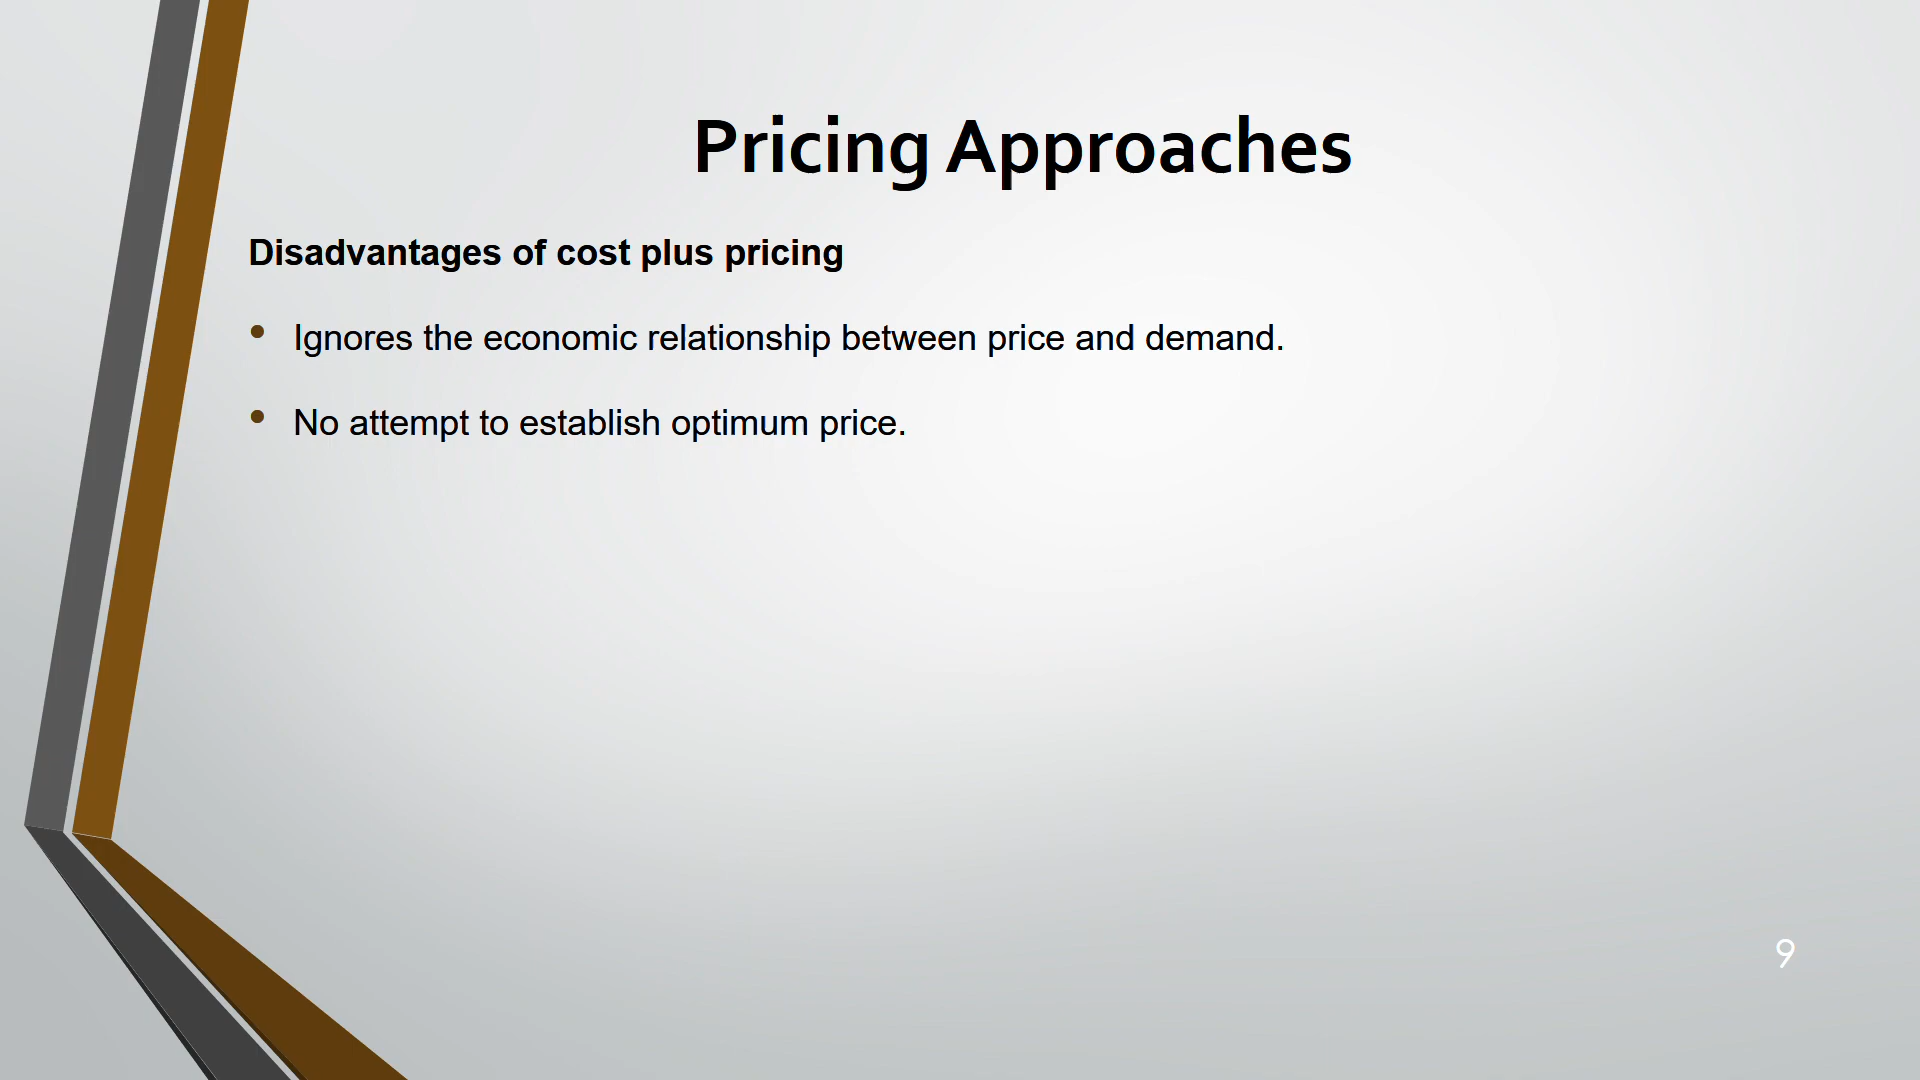 Pricing Approaches
Disadvantages of cost plus pricing
• Ignores the economic relationship between price and demand.
• No attempt to establish optimum price.
9